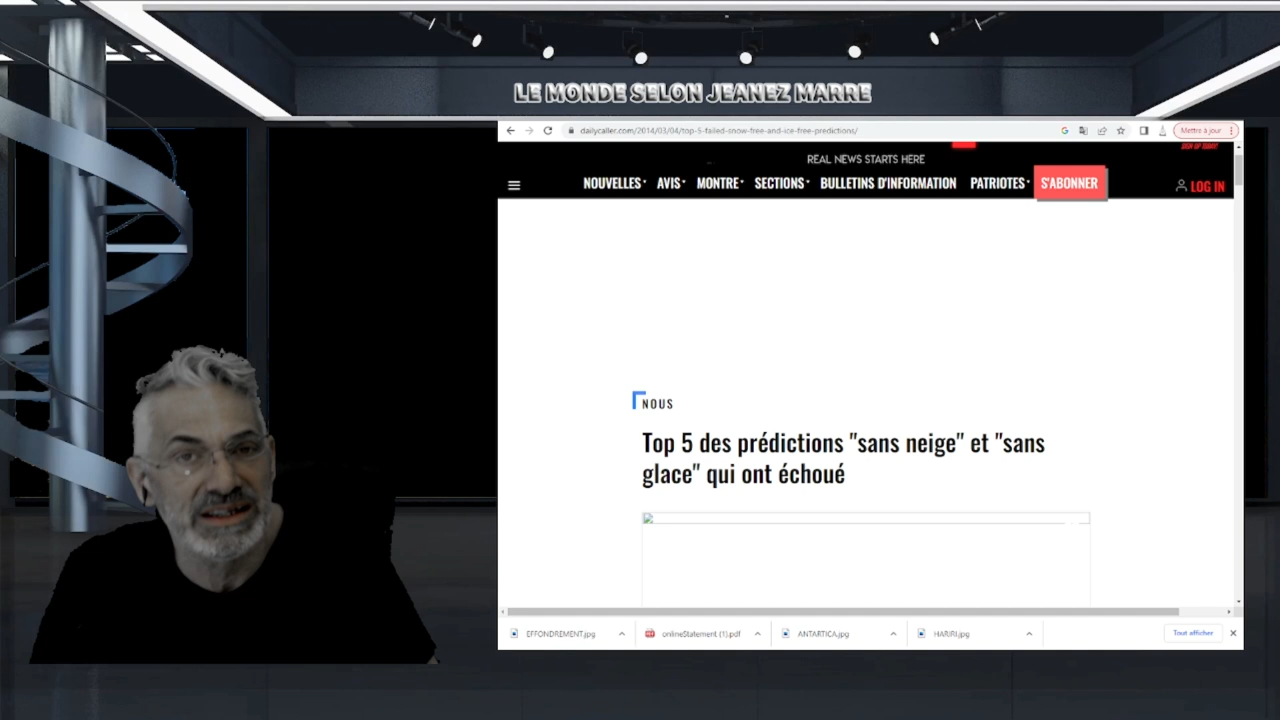 LE MONDE SELON JEANEZ MARRE
dailycaller.com/2014/03/04/top-5-failed-snow-free-and-ice-free-predictions/
Mettre à jour
SIGN UP TODAY!
REAL NEWS STARTS HERE
NOUVELLES AVIS MONTRE SECTIONS BULLETINS D'INFORMATION PATRIOTES S'ABONNER LOG IN
NOUS
Top 5 des prédictions "sans neige" et "sans
glace" qui ont échoué
EFFONDREMENT.jpg onlineStatement (1).pdf ANTARTICA.jpg HARIRI.jpg Tout afficher